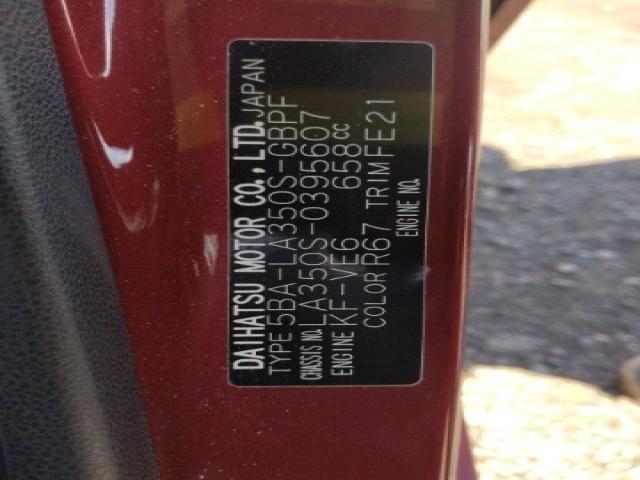 DAIHATSU MOTOR CO., LTD. JAPAN
TYPE 5BA-LA350S-GBPF
CHASSIS NO. LA350S-0395607
ENGINE KF-VE6 658cc
COLOR R67 TRIM FE21
ENGINE NO.